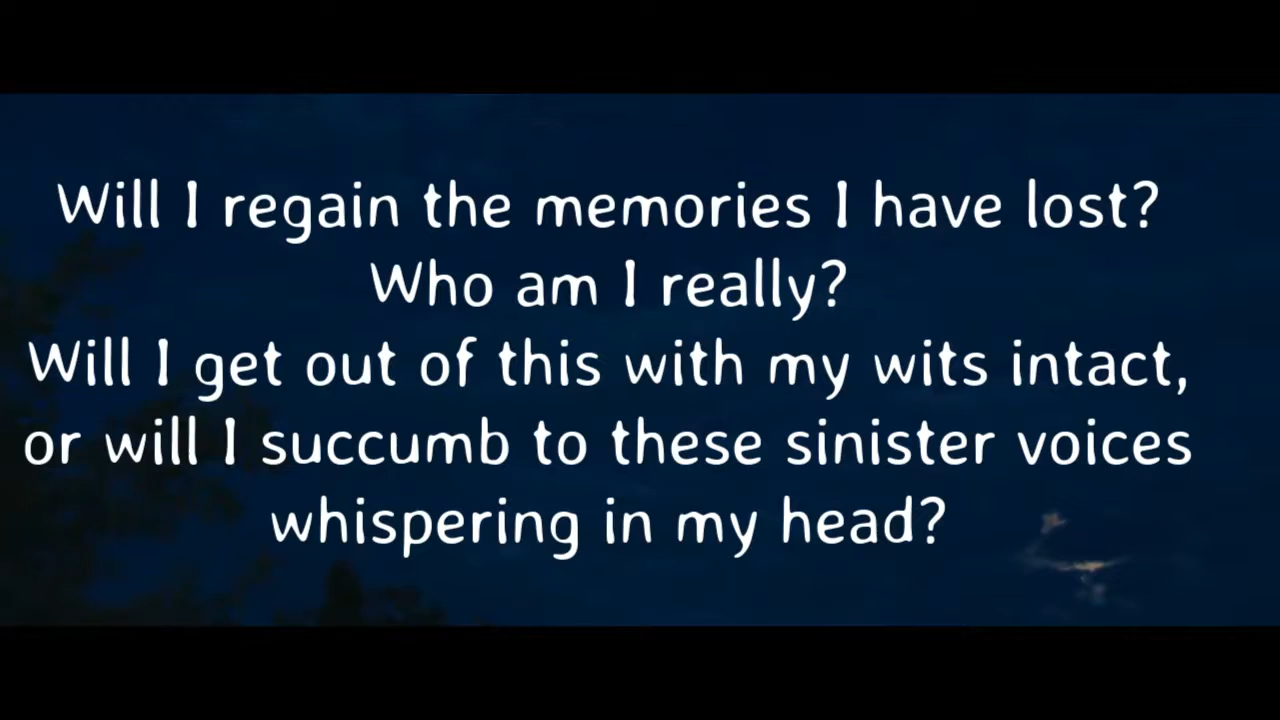 Will I regain the memories I have lost?
Who am I really?
Will I get out of this with my wits intact,
or will I succumb to these sinister voices
whispering in my head?